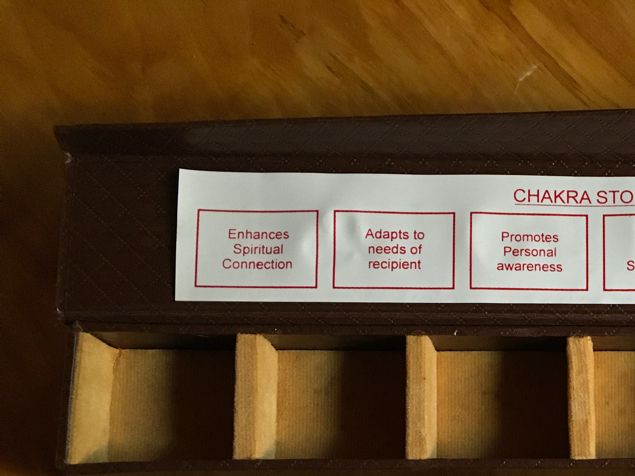 CHAKRA STO
Enhances
Spiritual
Connection
Adapts to
needs of
recipient
Promotes
Personal
awareness
S